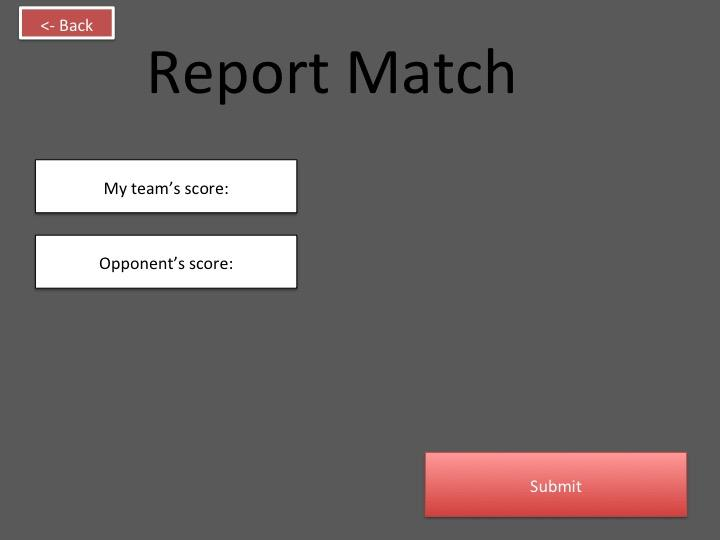 <- Back
Report Match
My team’s score:
Opponent’s score:
Submit